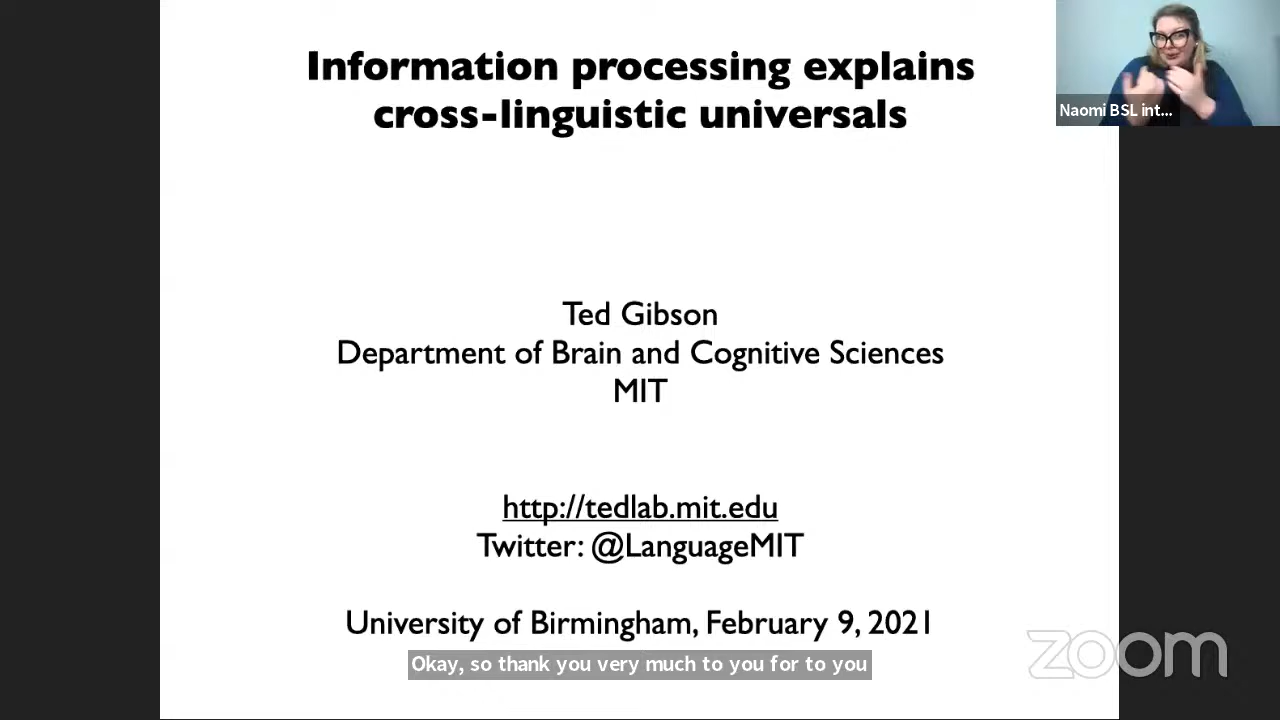 Information processing explains
cross-linguistic universals
Naomi BSL int...
Ted Gibson
Department of Brain and Cognitive Sciences
MIT
http://tedlab.mit.edu
Twitter: @LanguageMIT
University of Birmingham, February 9, 2021
zoom
Okay, so thank you very much to you for to you